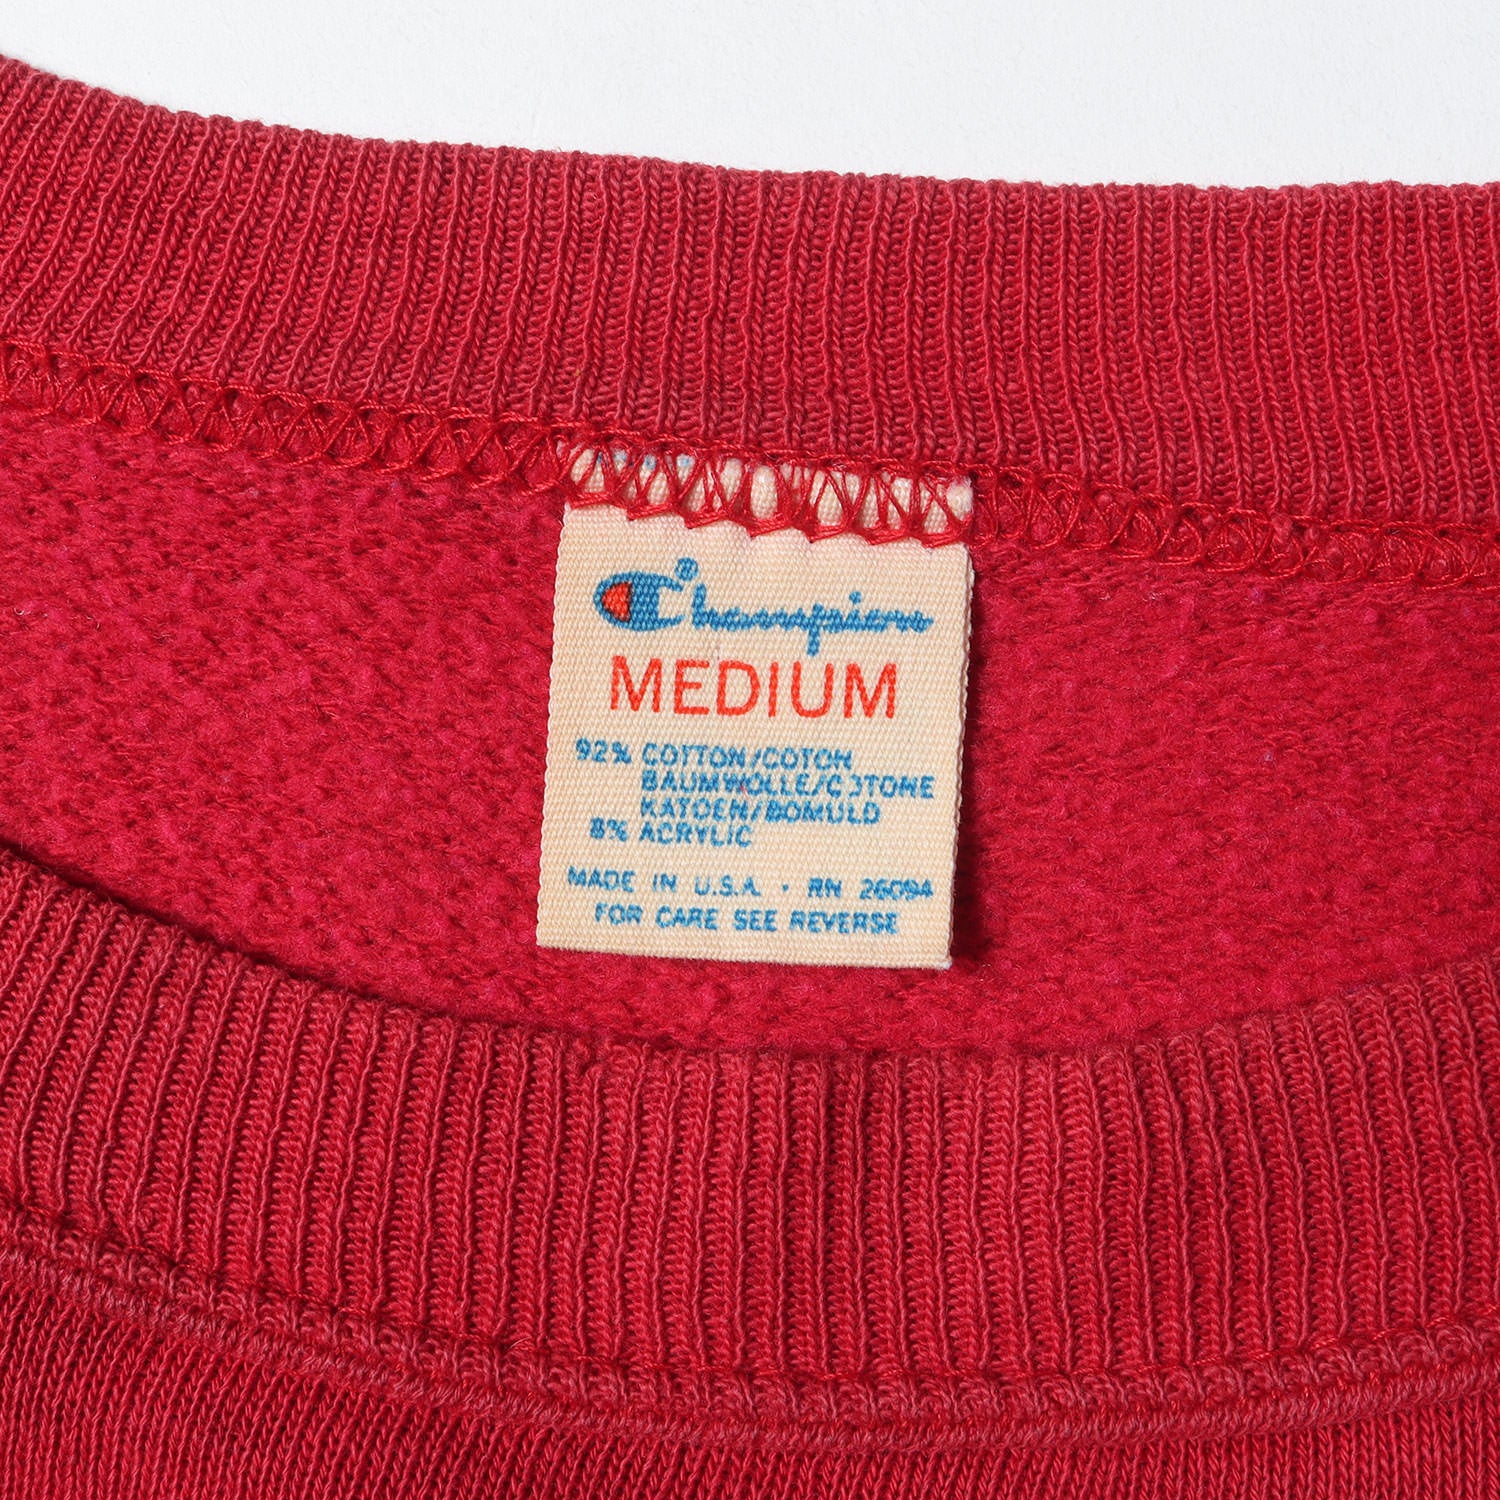 Champion
MEDIUM
92% COTTON/COTON
BAUMWOLLE/COTONE
KATOEN/BOMULD
8% ACRYLIC
MADE IN U.S.A. · RN 26094
FOR CARE SEE REVERSE